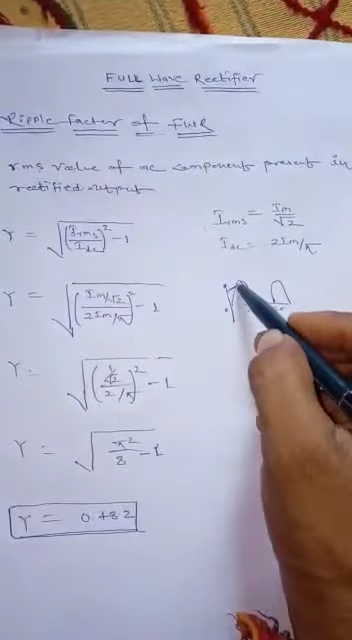 FULL Wave Rectifier
Ripple factor of FWR
rms value of ac component present in
rectified output
γ = √((Irms/Idc)² - 1)
Irms = Im/√2
Idc = 2Im/π
γ = √((Im/√2 / 2Im/π)² - 1)
γ = √((1/√2 / 2/π)² - 1)
γ = √(π²/8 - 1)
γ = 0.482